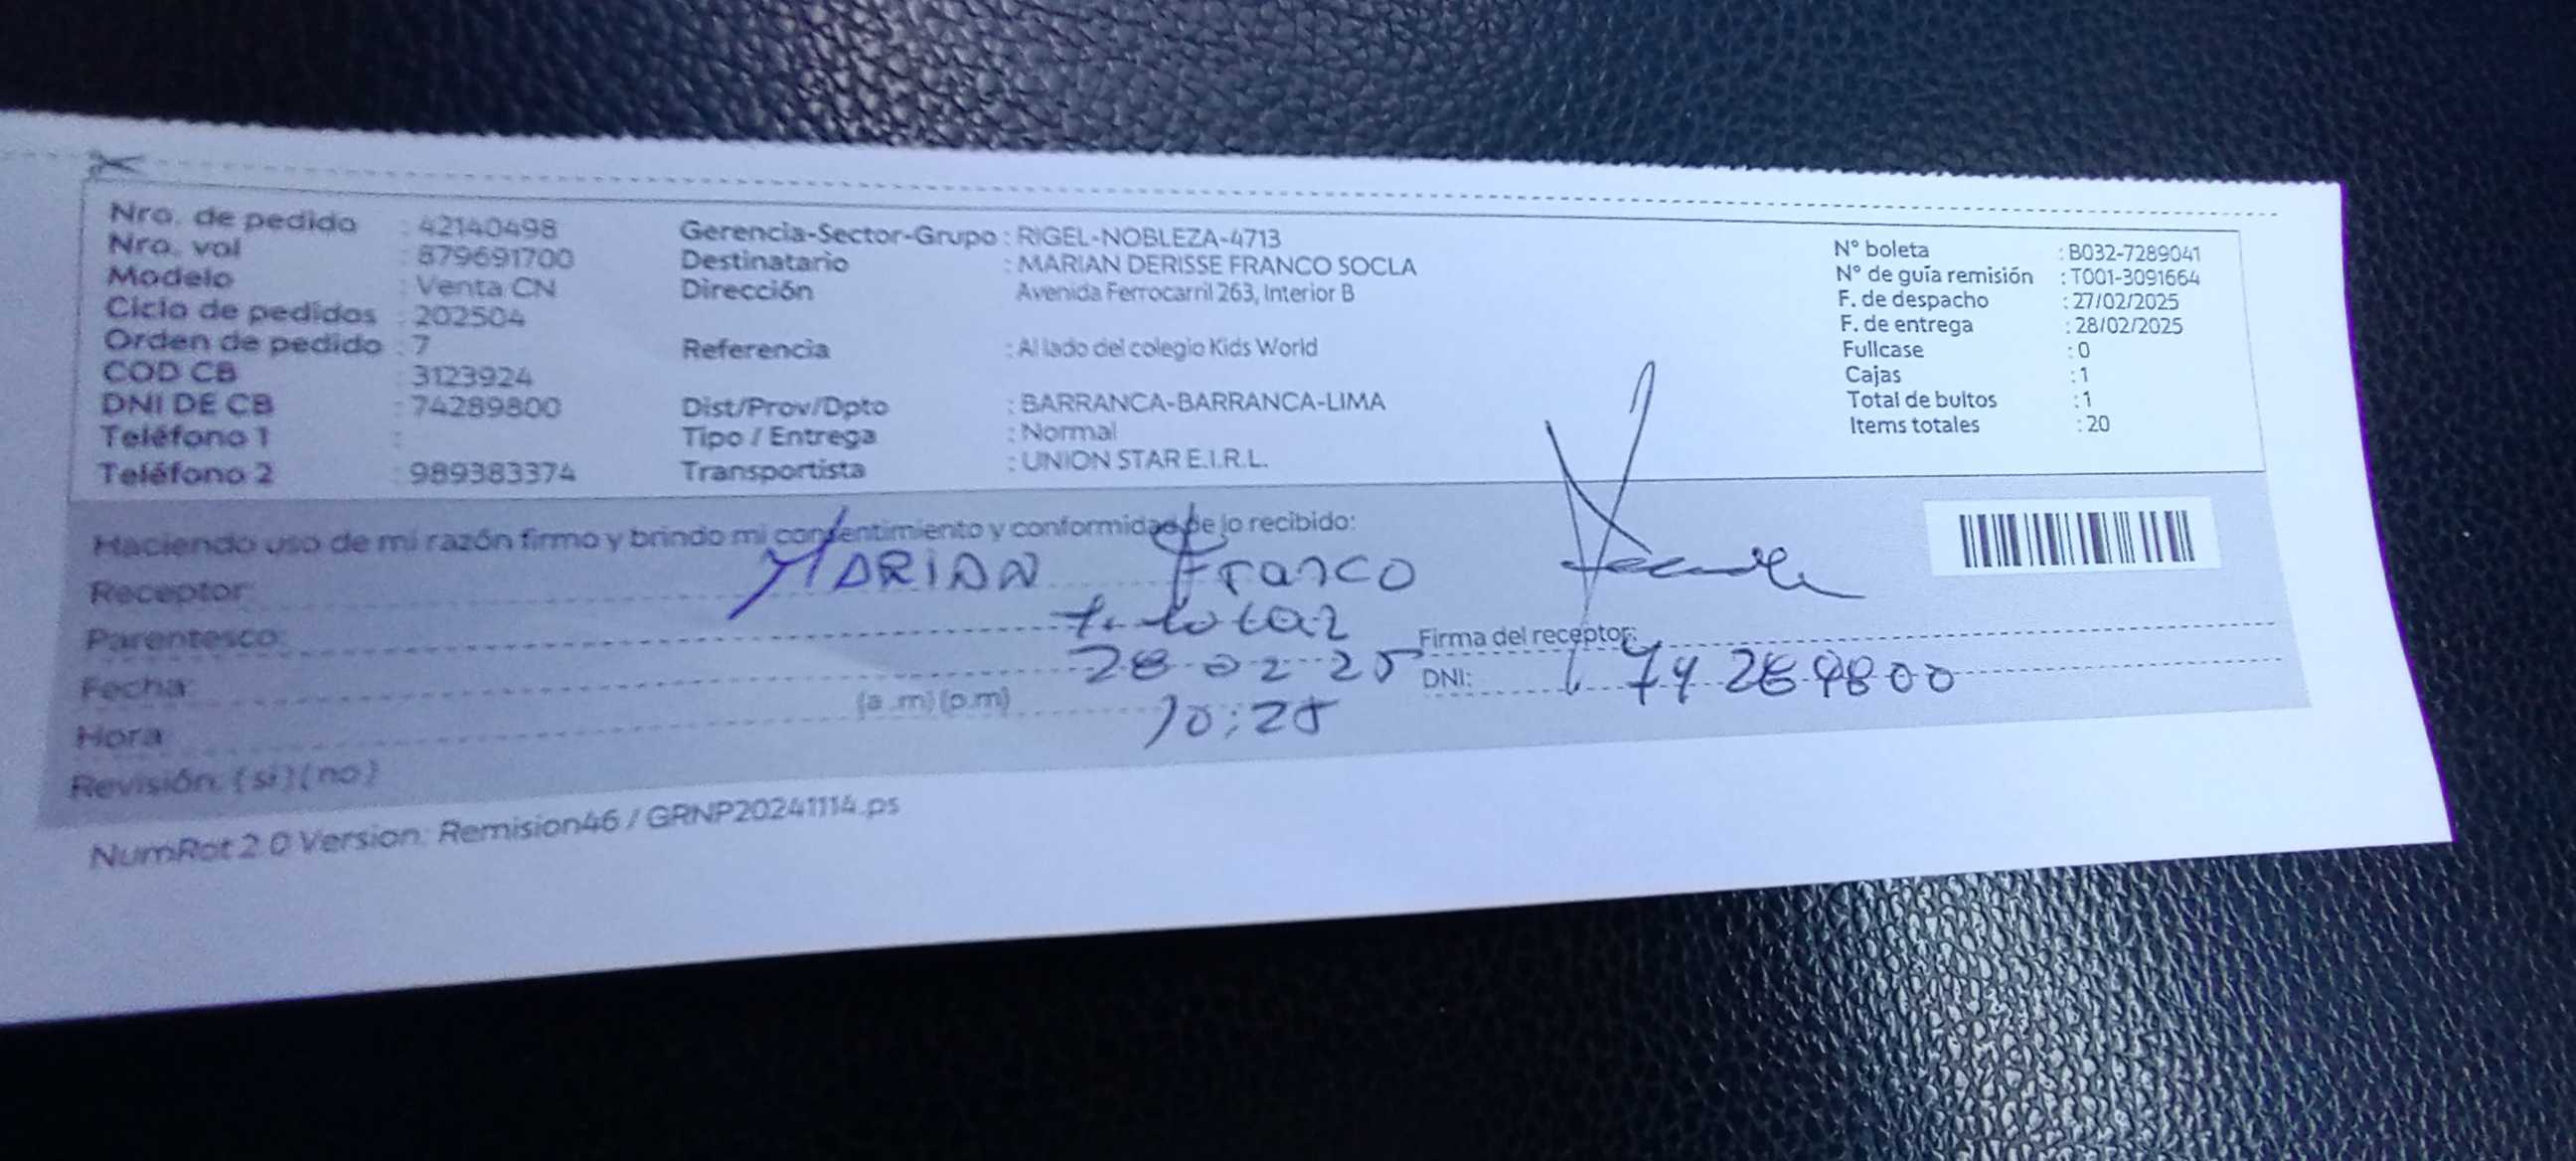 Nro. de pedido : 42140498
Nro. val : 879691700
Modelo : Venta CN
Ciclo de pedidos : 202504
Orden de pedido : 7
COD CB : 3123924
DNI DE CB : 74289800
Teléfono 1 :
Teléfono 2 : 989383374
Gerencia-Sector-Grupo : RIGEL-NOBLEZA-4713
Destinatario : MARIAN DERISSE FRANCO SOCLA
Dirección Avenida Ferrocarril 263, Interior B
Referencia : Al lado del colegio Kids World
Dist/Prov/Dpto : BARRANCA-BARRANCA-LIMA
Tipo / Entrega : Normal
Transportista : UNION STAR E.I.R.L.
N° boleta : B032-7289041
N° de guía remisión : T001-3091664
F. de despacho : 27/02/2025
F. de entrega : 28/02/2025
Fullcase : 0
Cajas : 1
Total de bultos : 1
Items totales : 20
Haciendo uso de mi razón firmo y brindo mi consentimiento y conformidad de lo recibido:
Receptor: MARIAN Franco
Parentesco:
Fecha: 28-02-25
Hora: (a .m) (p.m) 10:25
Revisión: (si) (no)
Firma del receptor:
DNI:
NumRot 2.0 Version: Remision46 / GRNP20241114.ps